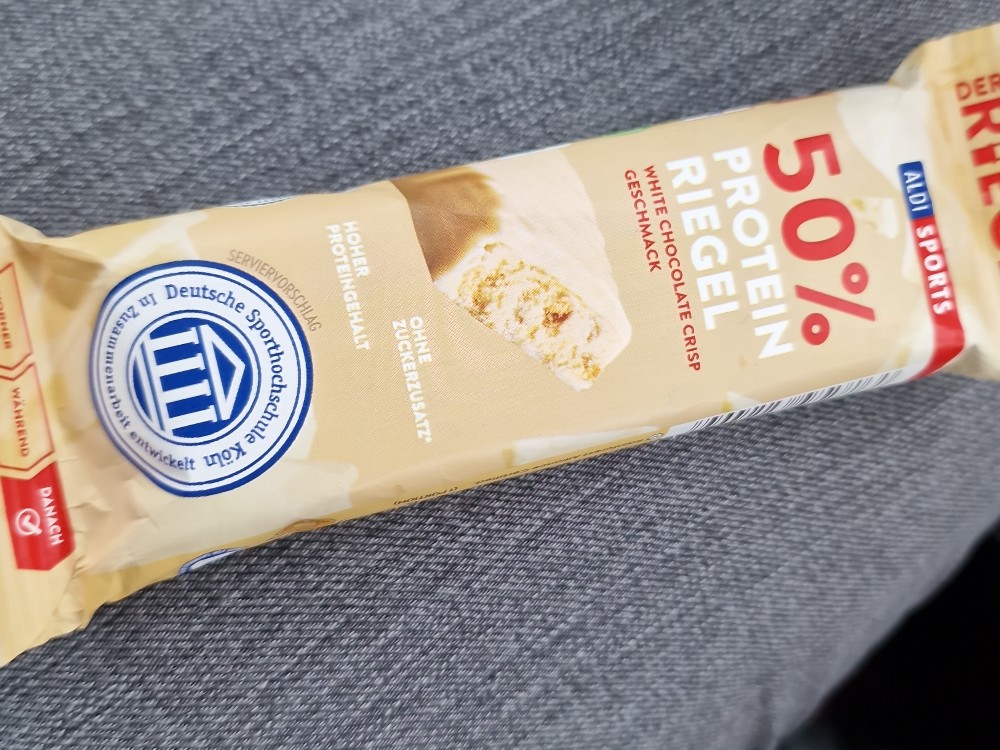 DER
ALDI SPORTS
50%
PROTEIN
RIEGEL
WHITE CHOCOLATE CRISP
GESCHMACK
HOHER
PROTEINGEHALT
OHNE
ZUCKERZUSATZ*
SERVIERVORSCHLAG
In Zusammenarbeit entwickelt
Deutsche Sporthochschule Köln
WÄHREND
DANACH